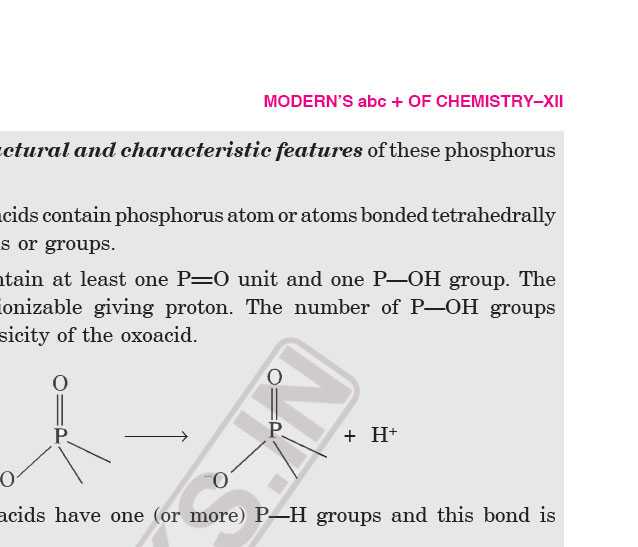 MODERN'S abc + OF CHEMISTRY–XII
ctural and characteristic features of these phosphorus
cids contain phosphorus atom or atoms bonded tetrahedrally
s or groups.
ntain at least one P=O unit and one P—OH group. The
ionizable giving proton. The number of P—OH groups
sicity of the oxoacid.
O O
P ⟶ P + H⁺
O ⁻O
acids have one (or more) P—H groups and this bond is
S.IN